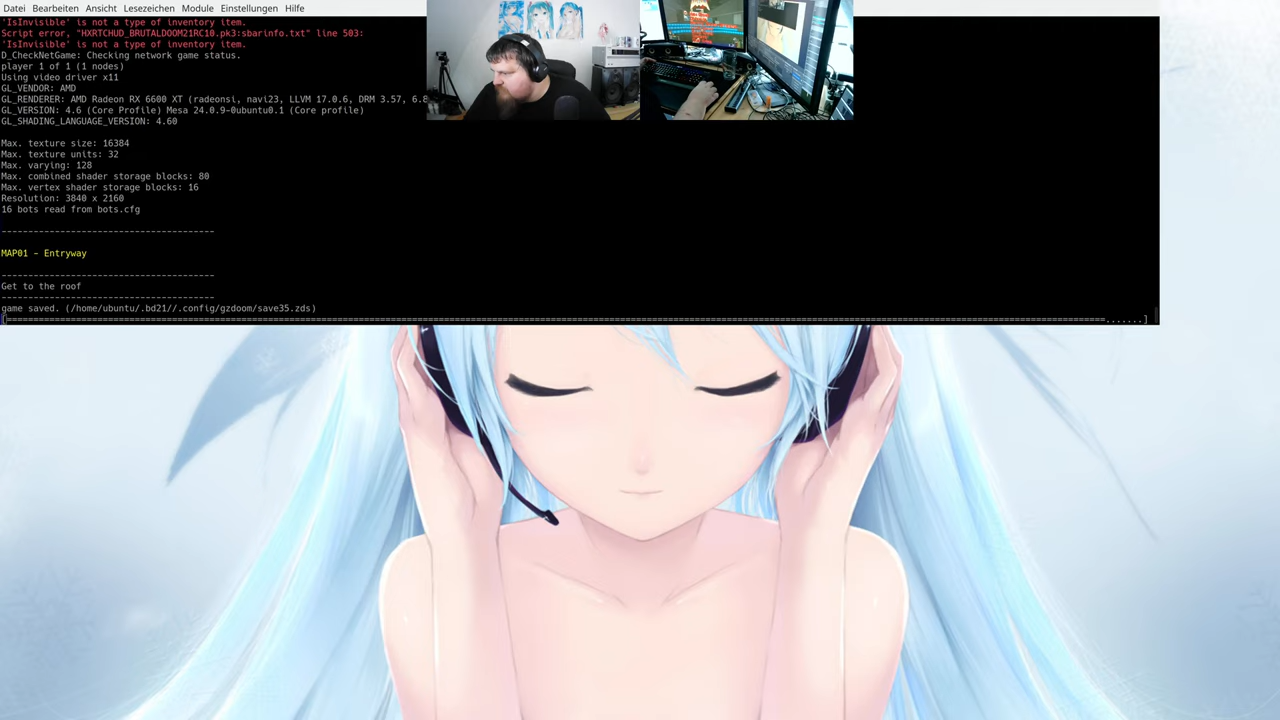 Datei Bearbeiten Ansicht Lesezeichen Module Einstellungen Hilfe
'IsInvisible' is not a type of inventory item.
Script error, "HXRTCHUD_BRUTALDOOM21RC10.pk3:sbarinfo.txt" line 503:
'IsInvisible' is not a type of inventory item.
D_CheckNetGame: Checking network game status.
player 1 of 1 (1 nodes)
Using video driver x11
GL_VENDOR: AMD
GL_RENDERER: AMD Radeon RX 6600 XT (radeonsi, navi23, LLVM 17.0.6, DRM 3.57, 6.8
GL_VERSION: 4.6 (Core Profile) Mesa 24.0.9-0ubuntu0.1 (Core profile)
GL_SHADING_LANGUAGE_VERSION: 4.60
Max. texture size: 16384
Max. texture units: 32
Max. varying: 128
Max. combined shader storage blocks: 80
Max. vertex shader storage blocks: 16
Resolution: 3840 x 2160
16 bots read from bots.cfg
----------------------------------------
MAP01 - Entryway
----------------------------------------
Get to the roof
----------------------------------------
game saved. (/home/ubuntu/.bd21//.config/gzdoom/save35.zds)